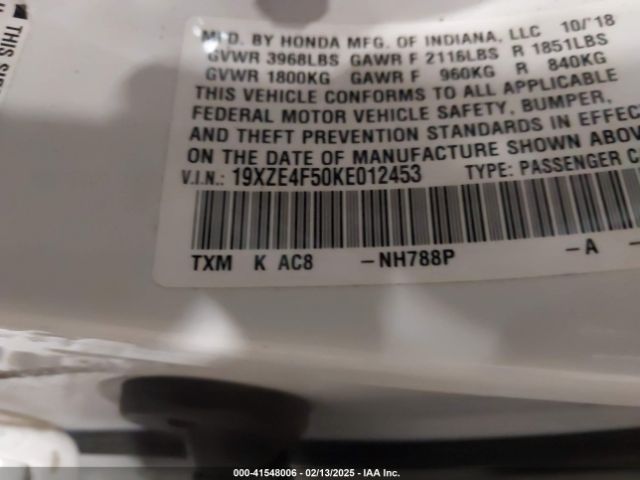 THIS
MFD. BY HONDA MFG. OF INDIANA, LLC 10/'18
GVWR 3968LBS GAWR F 2116LBS R 1851LBS
GVWR 1800KG GAWR F 960KG R 840KG
THIS VEHICLE CONFORMS TO ALL APPLICABLE
FEDERAL MOTOR VEHICLE SAFETY, BUMPER,
AND THEFT PREVENTION STANDARDS IN EFFEC
ON THE DATE OF MANUFACTURE SHOWN ABOV
V.I.N.: 19XZE4F50KE012453 TYPE: PASSENGER C
TXM K AC8 -NH788P -A -
000-41548006 - 02/13/2025 - IAA Inc.